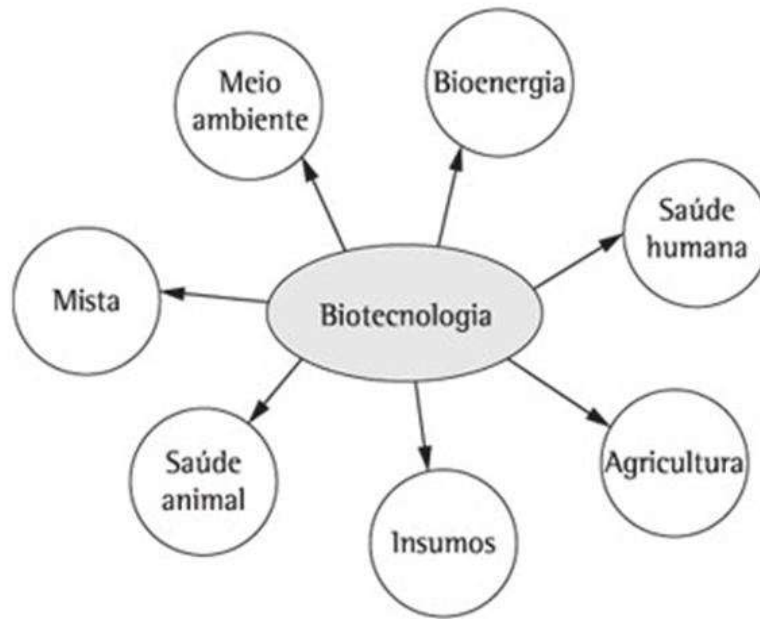 Meio
ambiente
Bioenergia
Saúde
humana
Mista
Biotecnologia
Saúde
animal
Insumos
Agricultura